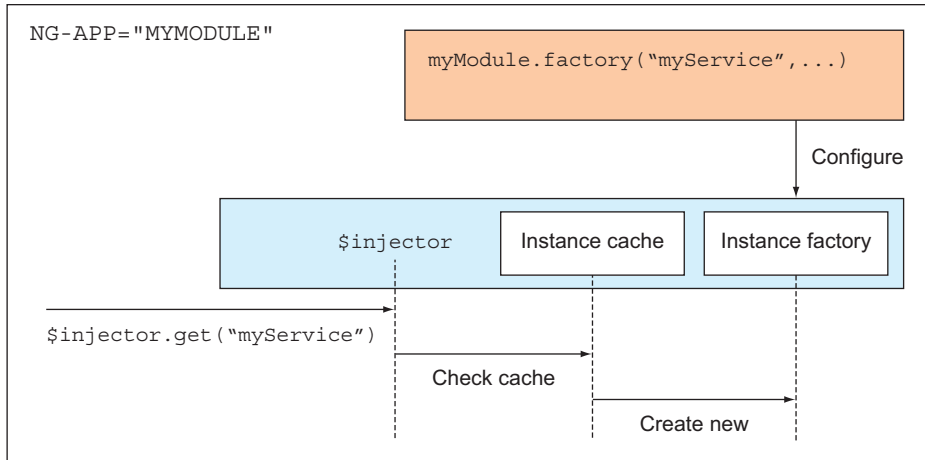 NG-APP="MYMODULE"
myModule.factory(“myService”,...)
Configure
$injector
Instance cache
Instance factory
$injector.get(“myService”)
Check cache
Create new